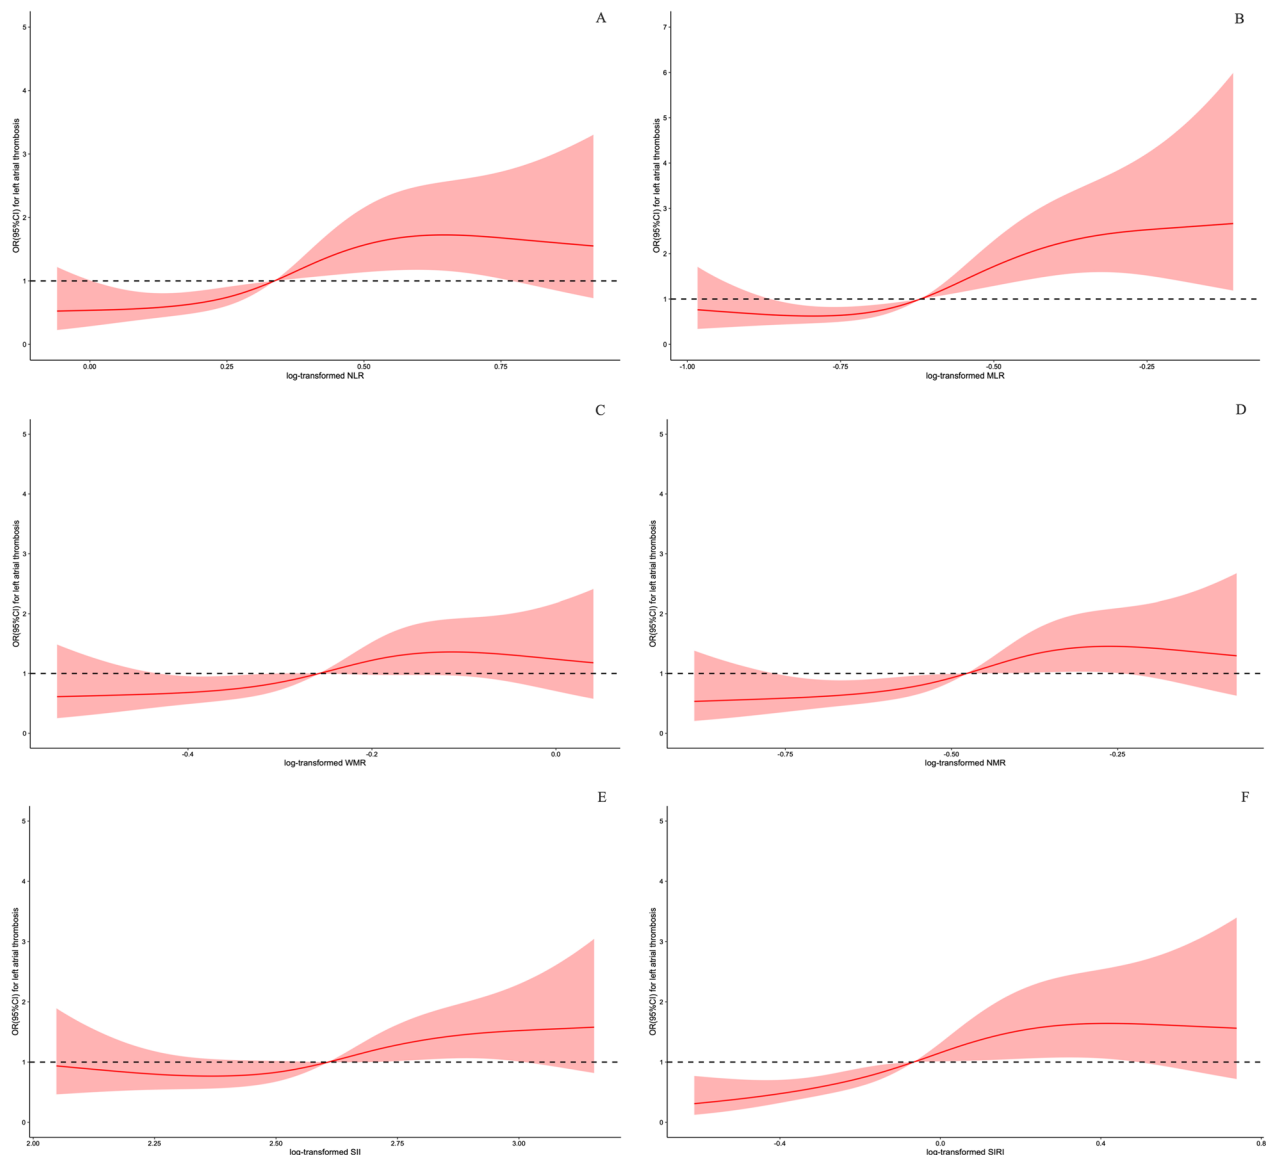 A
OR(95%CI) for left atrial thrombosis
5
4
3
2
1
0
0.00 0.25 0.50 0.75
log-transformed NLR
B
OR(95%CI) for left atrial thrombosis
7
6
5
4
3
2
1
0
-1.00 -0.75 -0.50 -0.25
log-transformed MLR
C
OR(95%CI) for left atrial thrombosis
5
4
3
2
1
0
-0.4 -0.2 0.0
log-transformed WMR
D
OR(95%CI) for left atrial thrombosis
5
4
3
2
1
0
-0.75 -0.50 -0.25
log-transformed NMR
E
OR(95%CI) for left atrial thrombosis
5
4
3
2
1
0
2.00 2.25 2.50 2.75 3.00
log-transformed SII
F
OR(95%CI) for left atrial thrombosis
5
4
3
2
1
0
-0.4 0.0 0.4 0.8
log-transformed SIRI